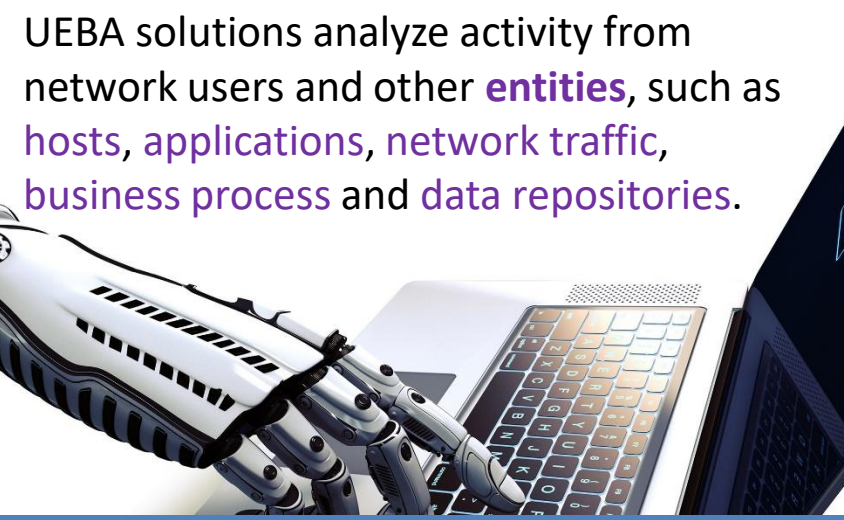 UEBA solutions analyze activity from
network users and other entities, such as
hosts, applications, network traffic,
business process and data repositories.